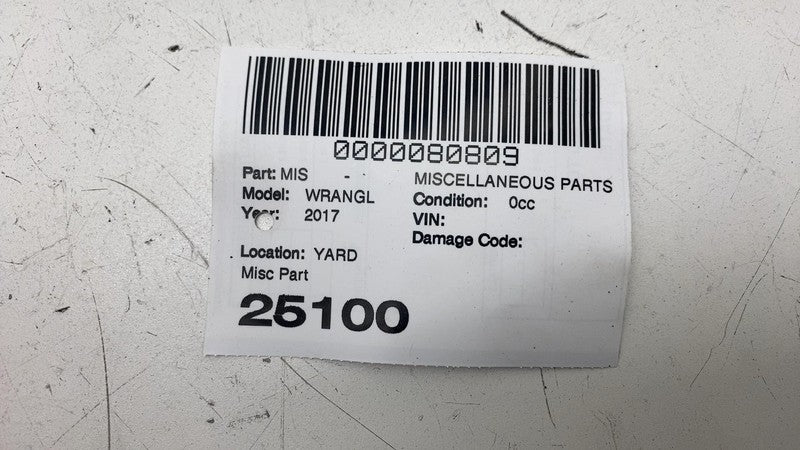 0000080809
Part: MIS - MISCELLANEOUS PARTS
Model: WRANGL Condition: 0cc
Year: 2017 VIN:
Damage Code:
Location: YARD
Misc Part
25100